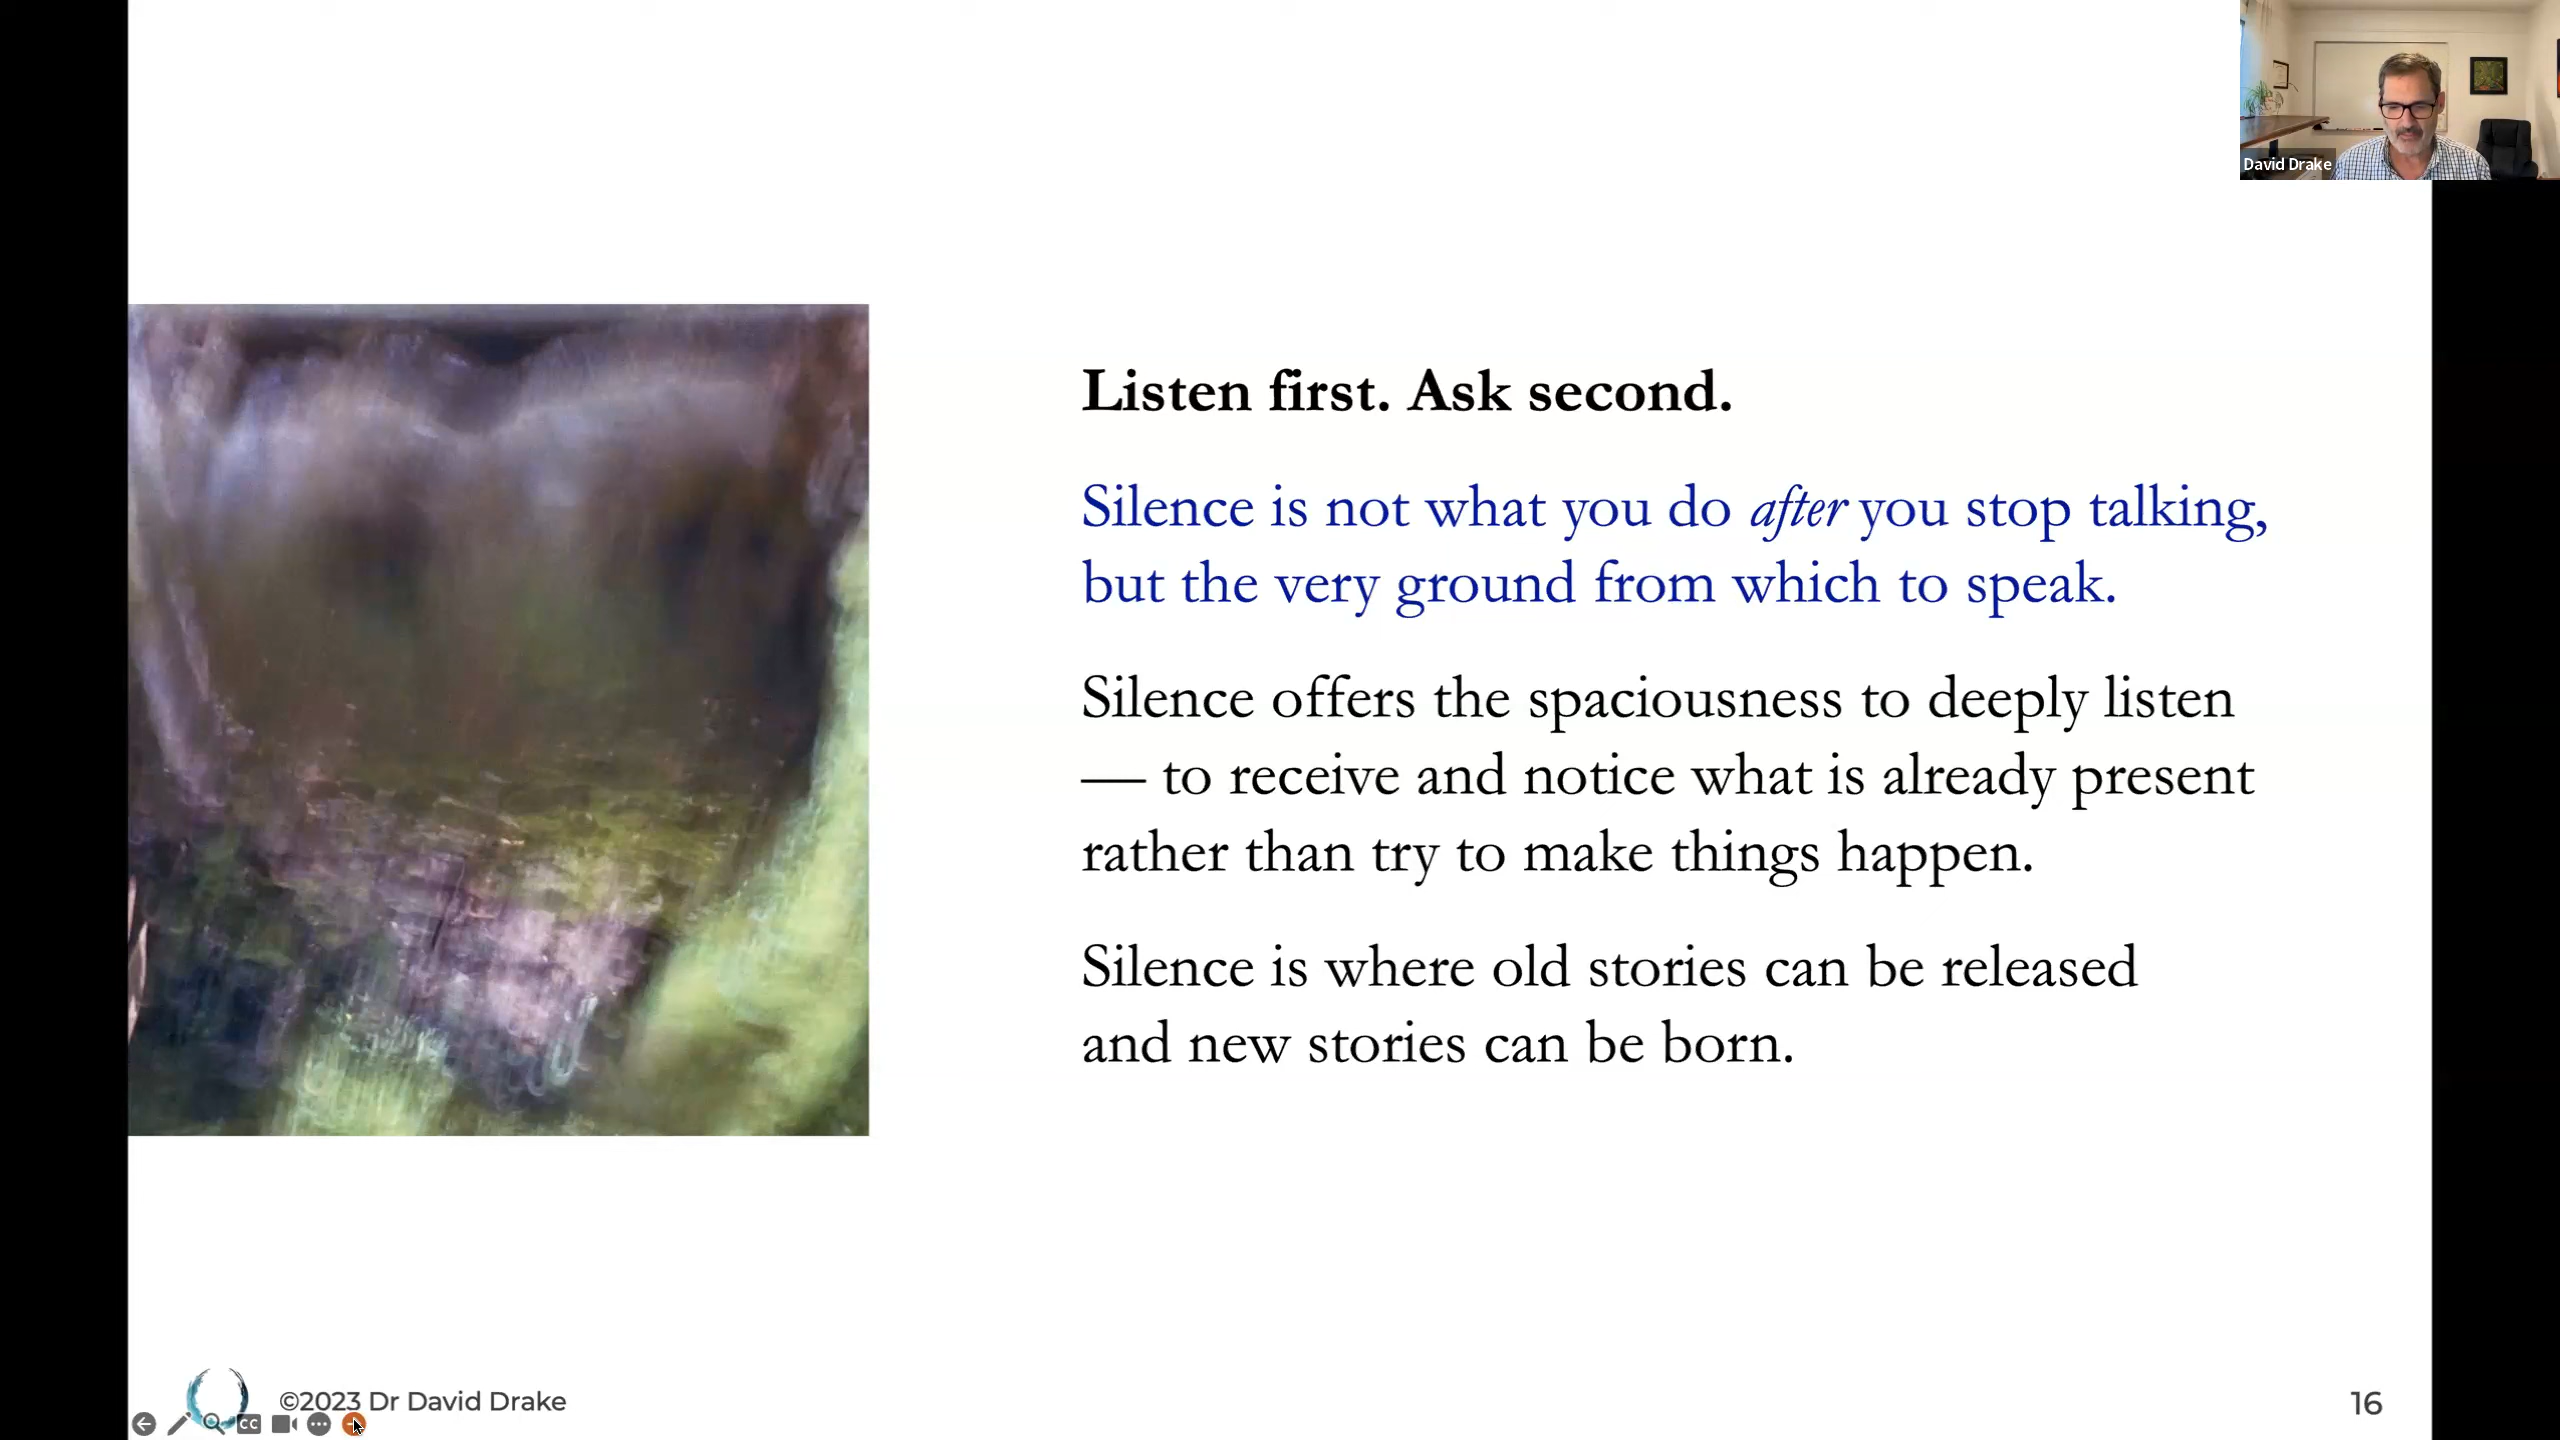 David Drake
Listen first. Ask second.
Silence is not what you do after you stop talking,
but the very ground from which to speak.
Silence offers the spaciousness to deeply listen
— to receive and notice what is already present
rather than try to make things happen.
Silence is where old stories can be released
and new stories can be born.
©2023 Dr David Drake
CC
16